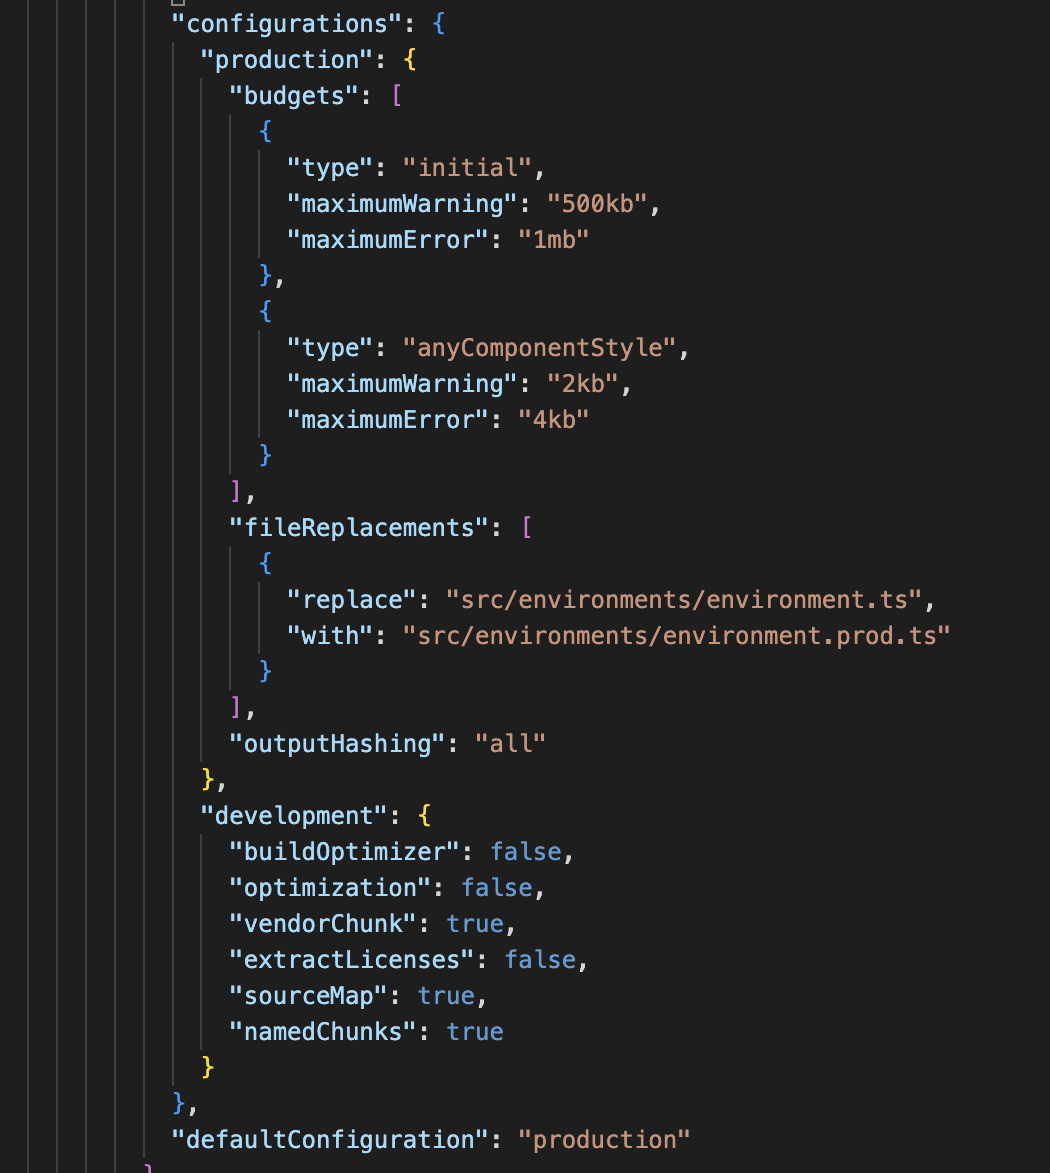 "configurations": {
"production": {
"budgets": [
{
"type": "initial",
"maximumWarning": "500kb",
"maximumError": "1mb"
},
{
"type": "anyComponentStyle",
"maximumWarning": "2kb",
"maximumError": "4kb"
}
],
"fileReplacements": [
{
"replace": "src/environments/environment.ts",
"with": "src/environments/environment.prod.ts"
}
],
"outputHashing": "all"
},
"development": {
"buildOptimizer": false,
"optimization": false,
"vendorChunk": true,
"extractLicenses": false,
"sourceMap": true,
"namedChunks": true
}
},
"defaultConfiguration": "production"
}